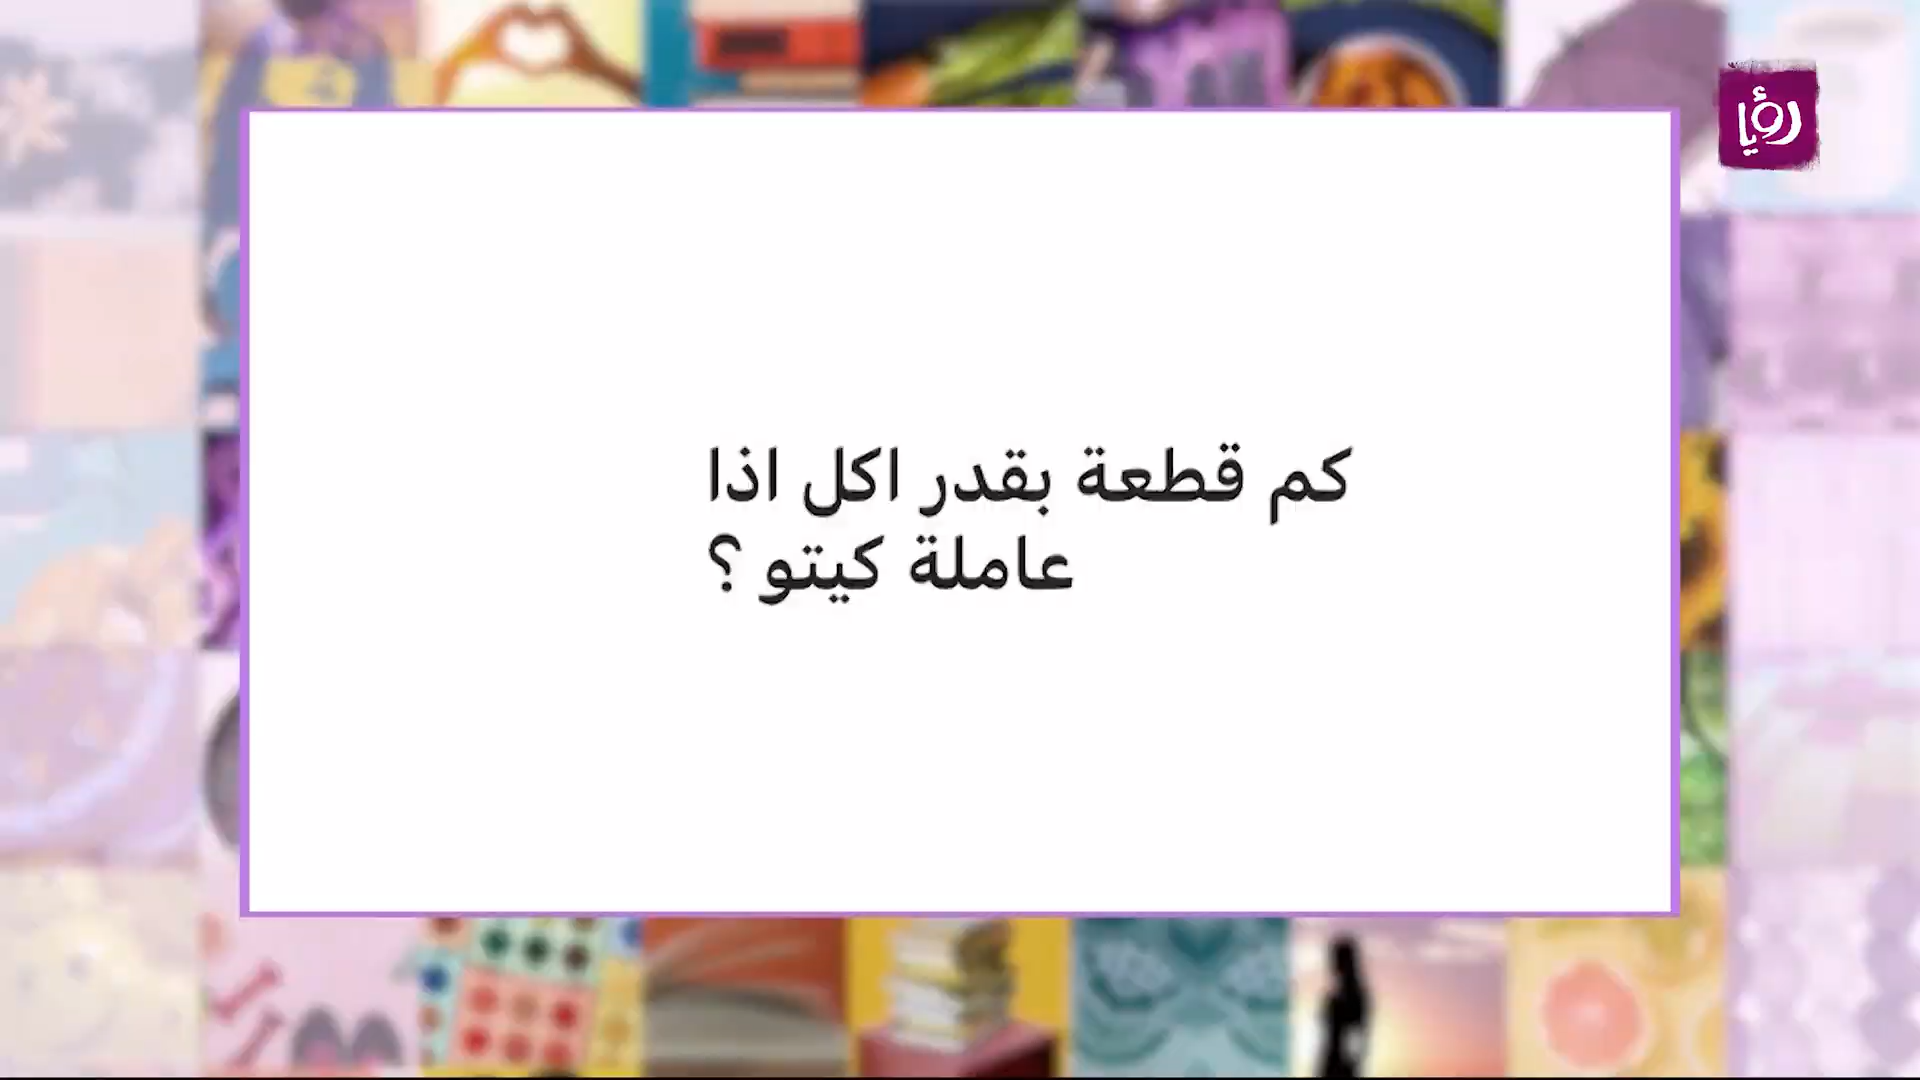 رؤيا
كم قطعة بقدر اكل اذا
عاملة كيتو ؟